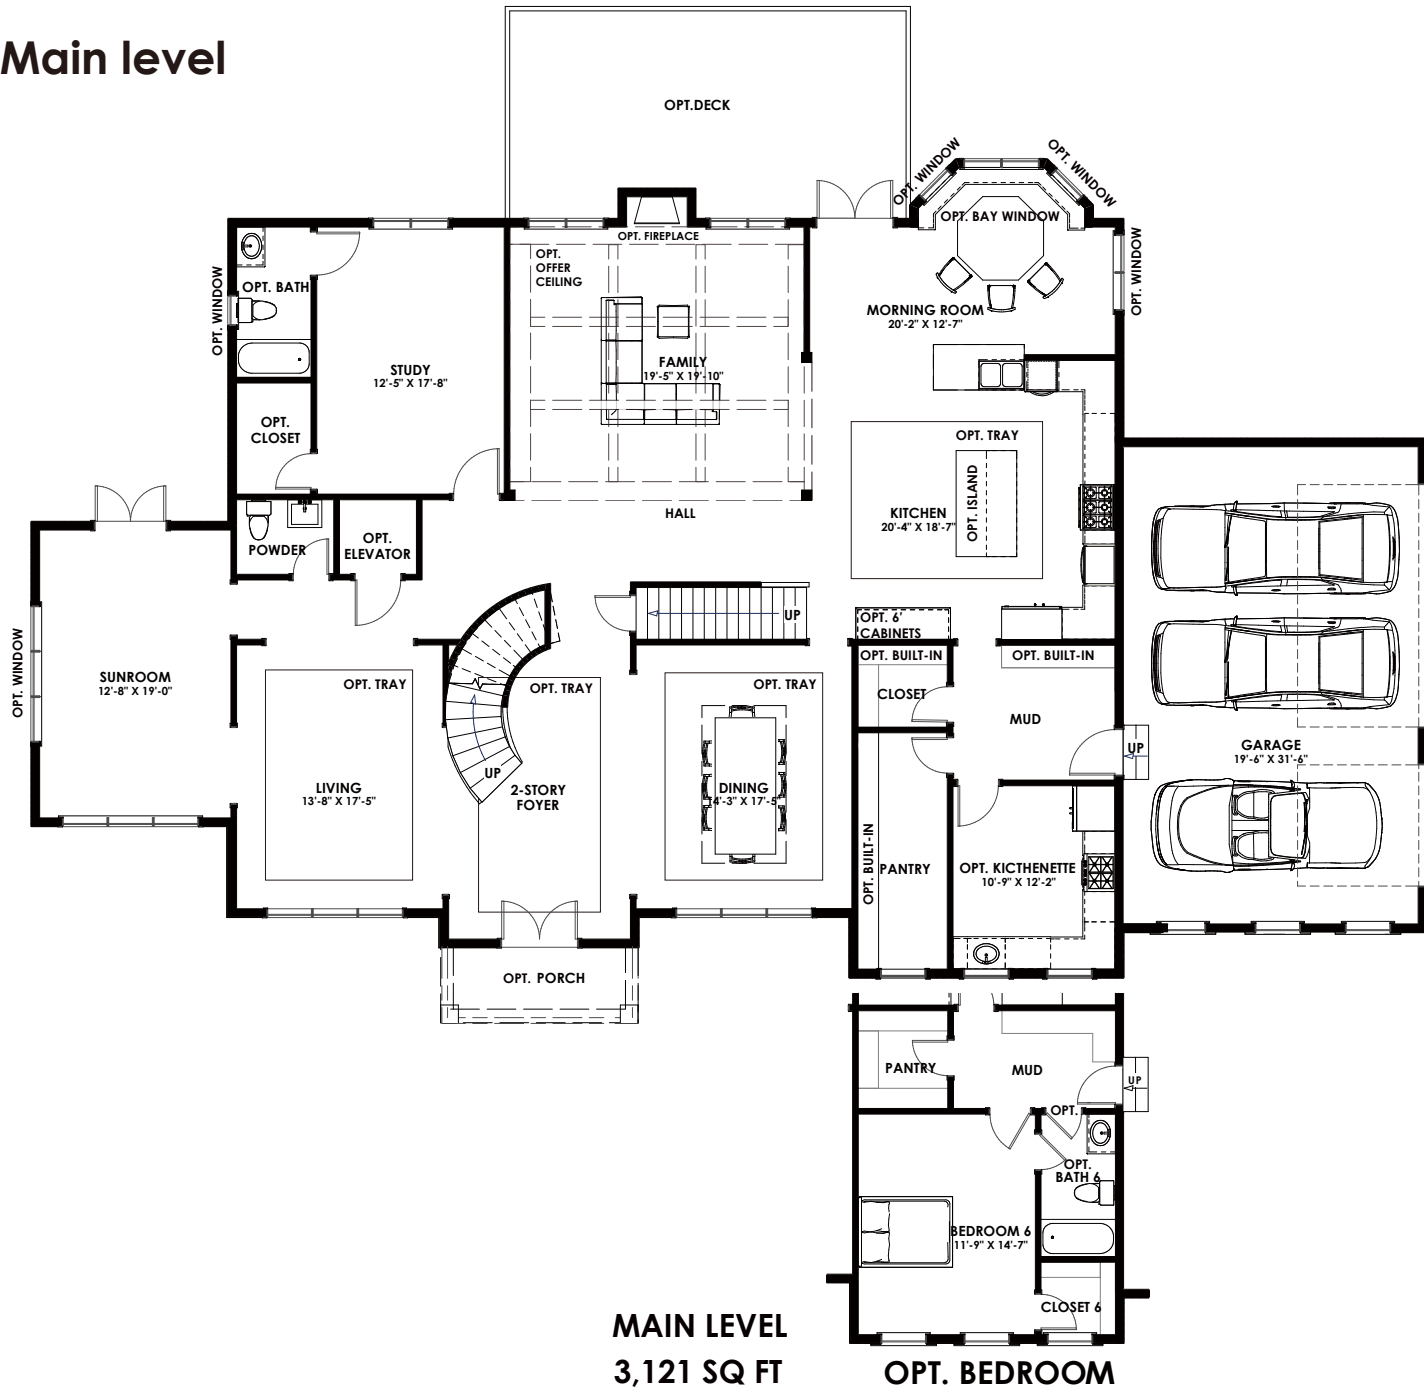 Main level
OPT.DECK
OPT. WINDOW
OPT. WINDOW
OPT. BAY WINDOW
OPT. FIREPLACE
OPT.
OFFER
CEILING
OPT. WINDOW
OPT. BATH
OPT. WINDOW
MORNING ROOM
20'-2" X 12'-7"
STUDY
12'-5" X 17'-8"
FAMILY
19'-5" X 19'-10"
OPT.
CLOSET
OPT. TRAY
OPT. ISLAND
KITCHEN
20'-4" X 18'-7"
HALL
POWDER
OPT.
ELEVATOR
UP
OPT. 6'
CABINETS
OPT. BUILT-IN
OPT. BUILT-IN
OPT. WINDOW
SUNROOM
12'-8" X 19'-0"
OPT. TRAY
OPT. TRAY
OPT. TRAY
CLOSET
MUD
UP
GARAGE
19'-6" X 31'-6"
UP
LIVING
13'-8" X 17'-5"
2-STORY
FOYER
DINING
4'-3" X 17'-5
OPT. BUILT-IN
PANTRY
OPT. KICTHENETTE
10'-9" X 12'-2"
OPT. PORCH
PANTRY
MUD
UP
OPT.
OPT.
BATH 6
BEDROOM 6
11'-9" X 14'-7"
CLOSET 6
MAIN LEVEL
3,121 SQ FT
OPT. BEDROOM